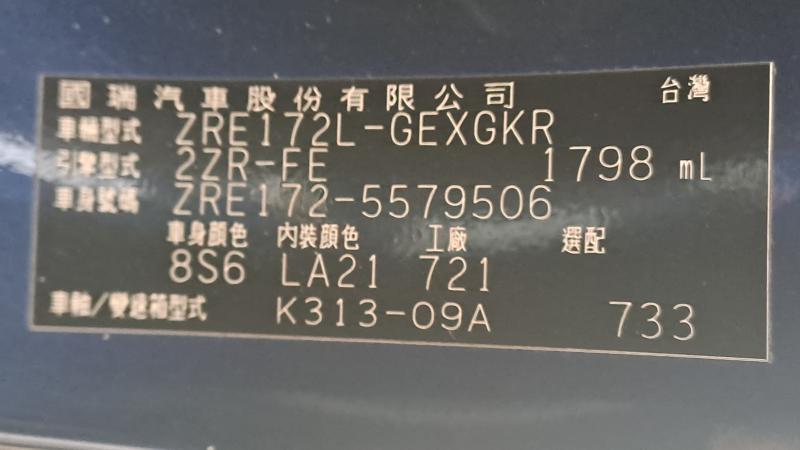 國瑞汽車股份有限公司 台灣
車輛型式 ZRE172L-GEXGKR
引擎型式 2ZR-FE 1798 mL
車身號碼 ZRE172-5579506
車身顏色 內裝顏色 工廠 選配
8S6 LA21 721
車軸/變速箱型式 K313-09A 733